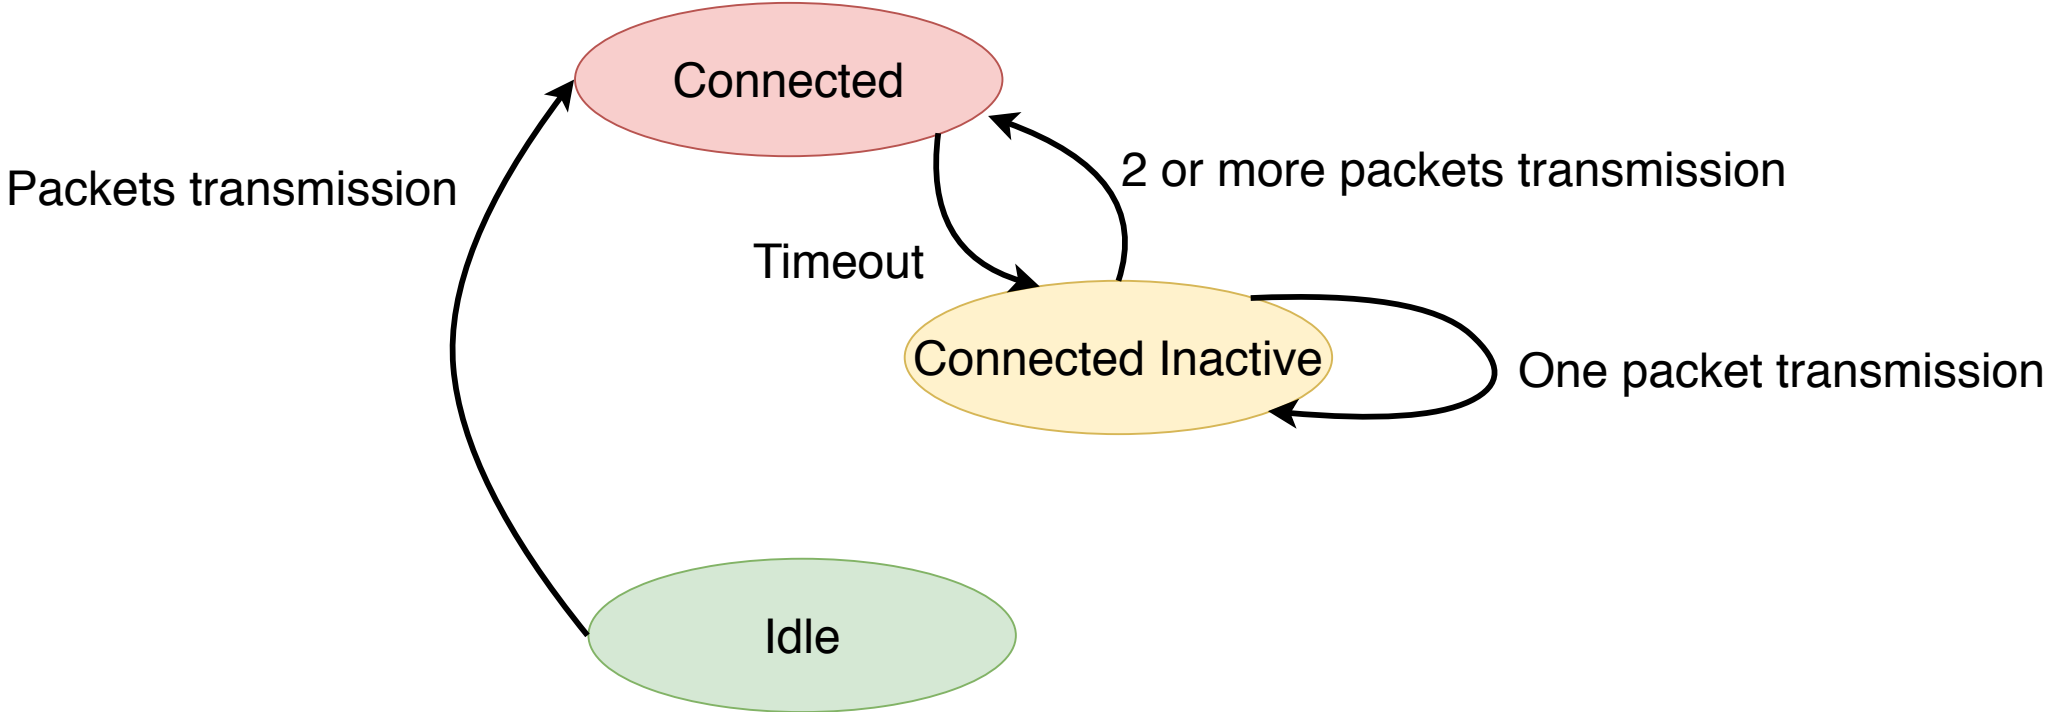 Connected
2 or more packets transmission
Packets transmission
Timeout
Connected Inactive
One packet transmission
Idle